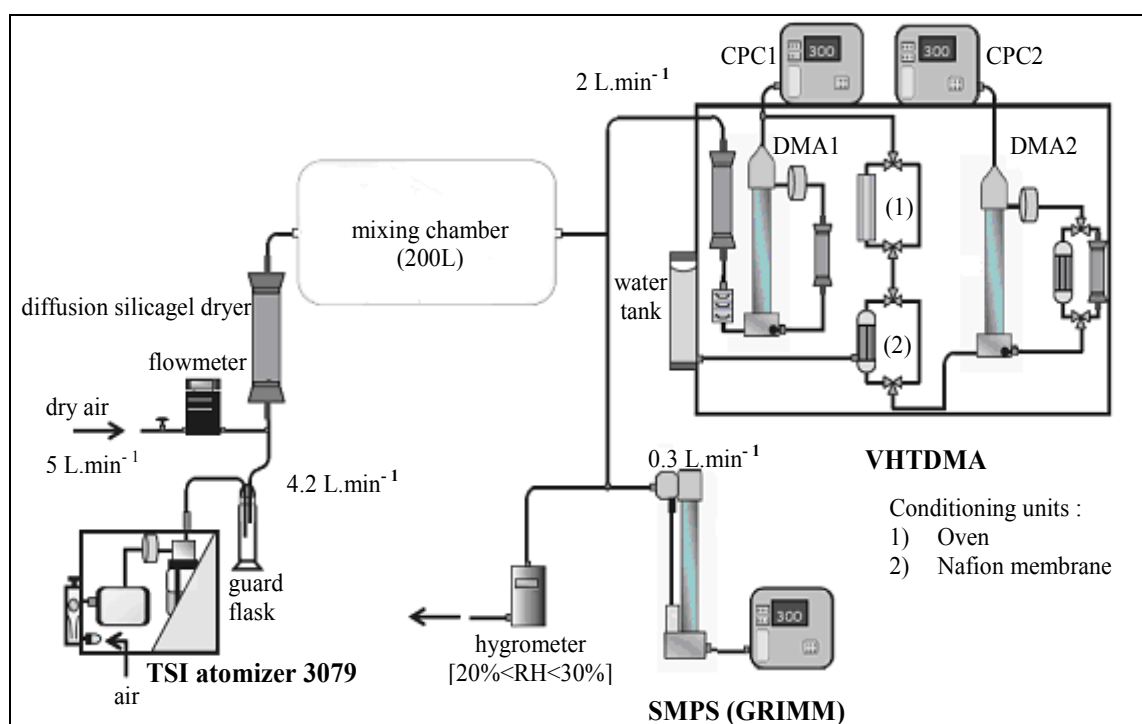 CPC1
300
CPC2
300
2 L.min- 1
DMA1
DMA2
(1)
mixing chamber
(200L)
water
tank
(2)
diffusion silicagel dryer
flowmeter
dry air
5 L.min- 1
4.2 L.min- 1
0.3 L.min- 1
VHTDMA
Conditioning units :
1) Oven
2) Nafion membrane
guard
flask
TSI atomizer 3079
air
hygrometer
[20%<RH<30%]
300
SMPS (GRIMM)